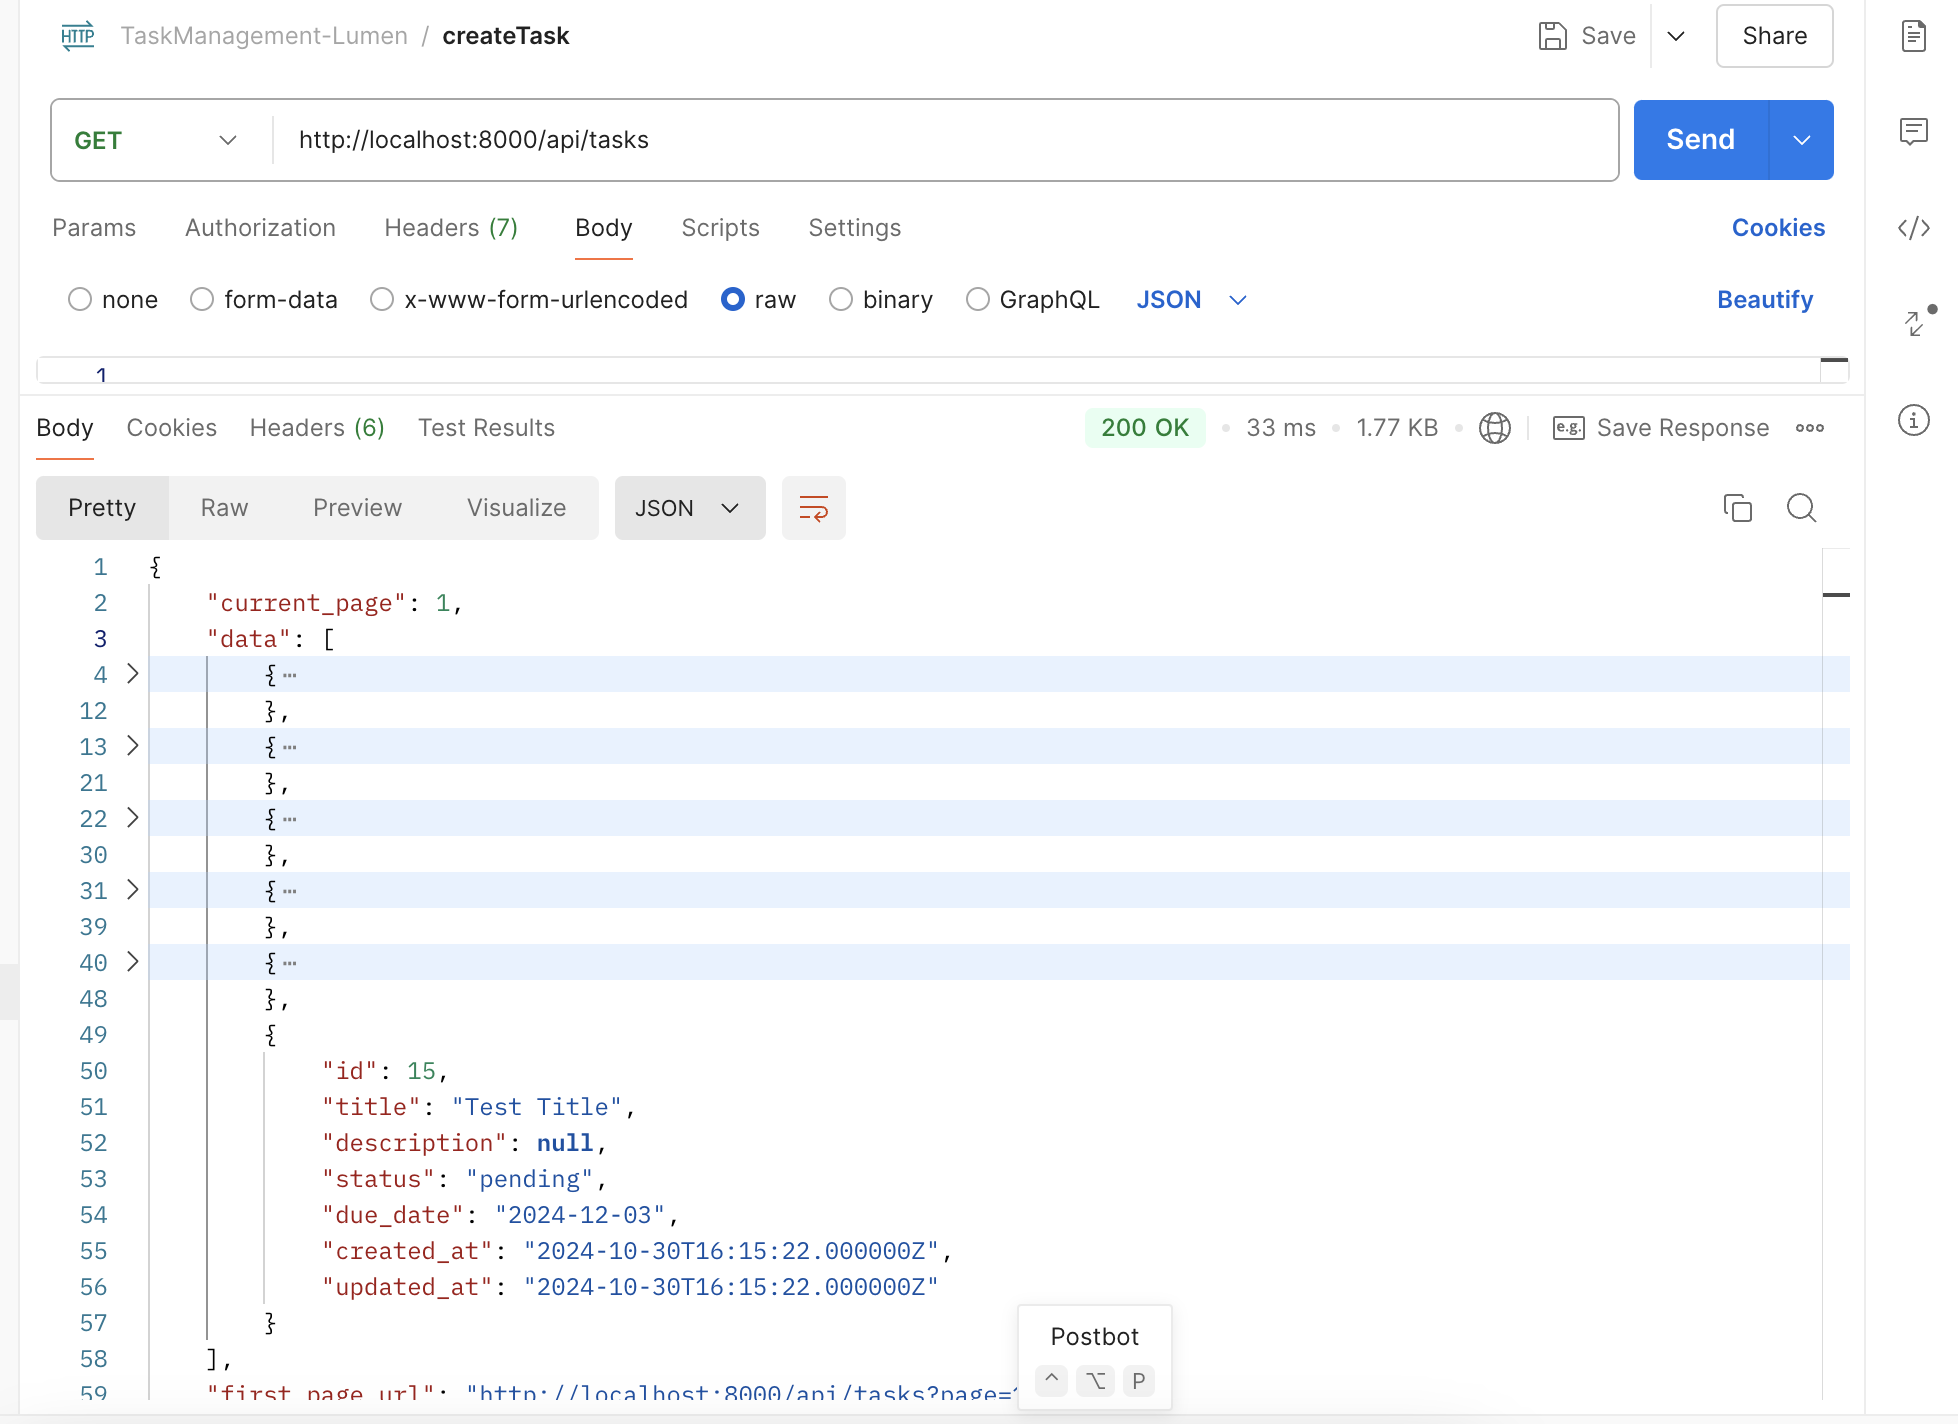 HTTP TaskManagement-Lumen / createTask Save Share
GET http://localhost:8000/api/tasks Send
Params Authorization Headers (7) Body Scripts Settings Cookies
none form-data x-www-form-urlencoded raw binary GraphQL JSON Beautify
1
Body Cookies Headers (6) Test Results 200 OK • 33 ms • 1.77 KB • e.g. Save Response
Pretty Raw Preview Visualize JSON
1 {
2 "current_page": 1,
3 "data": [
4 { ⋯
12 },
13 { ⋯
21 },
22 { ⋯
30 },
31 { ⋯
39 },
40 { ⋯
48 },
49 {
50 "id": 15,
51 "title": "Test Title",
52 "description": null,
53 "status": "pending",
54 "due_date": "2024-12-03",
55 "created_at": "2024-10-30T16:15:22.000000Z",
56 "updated_at": "2024-10-30T16:15:22.000000Z"
57 }
58 ],
59 "first_page_url": "http://localhost:8000/api/tasks?page=
Postbot
^ ⌥ P